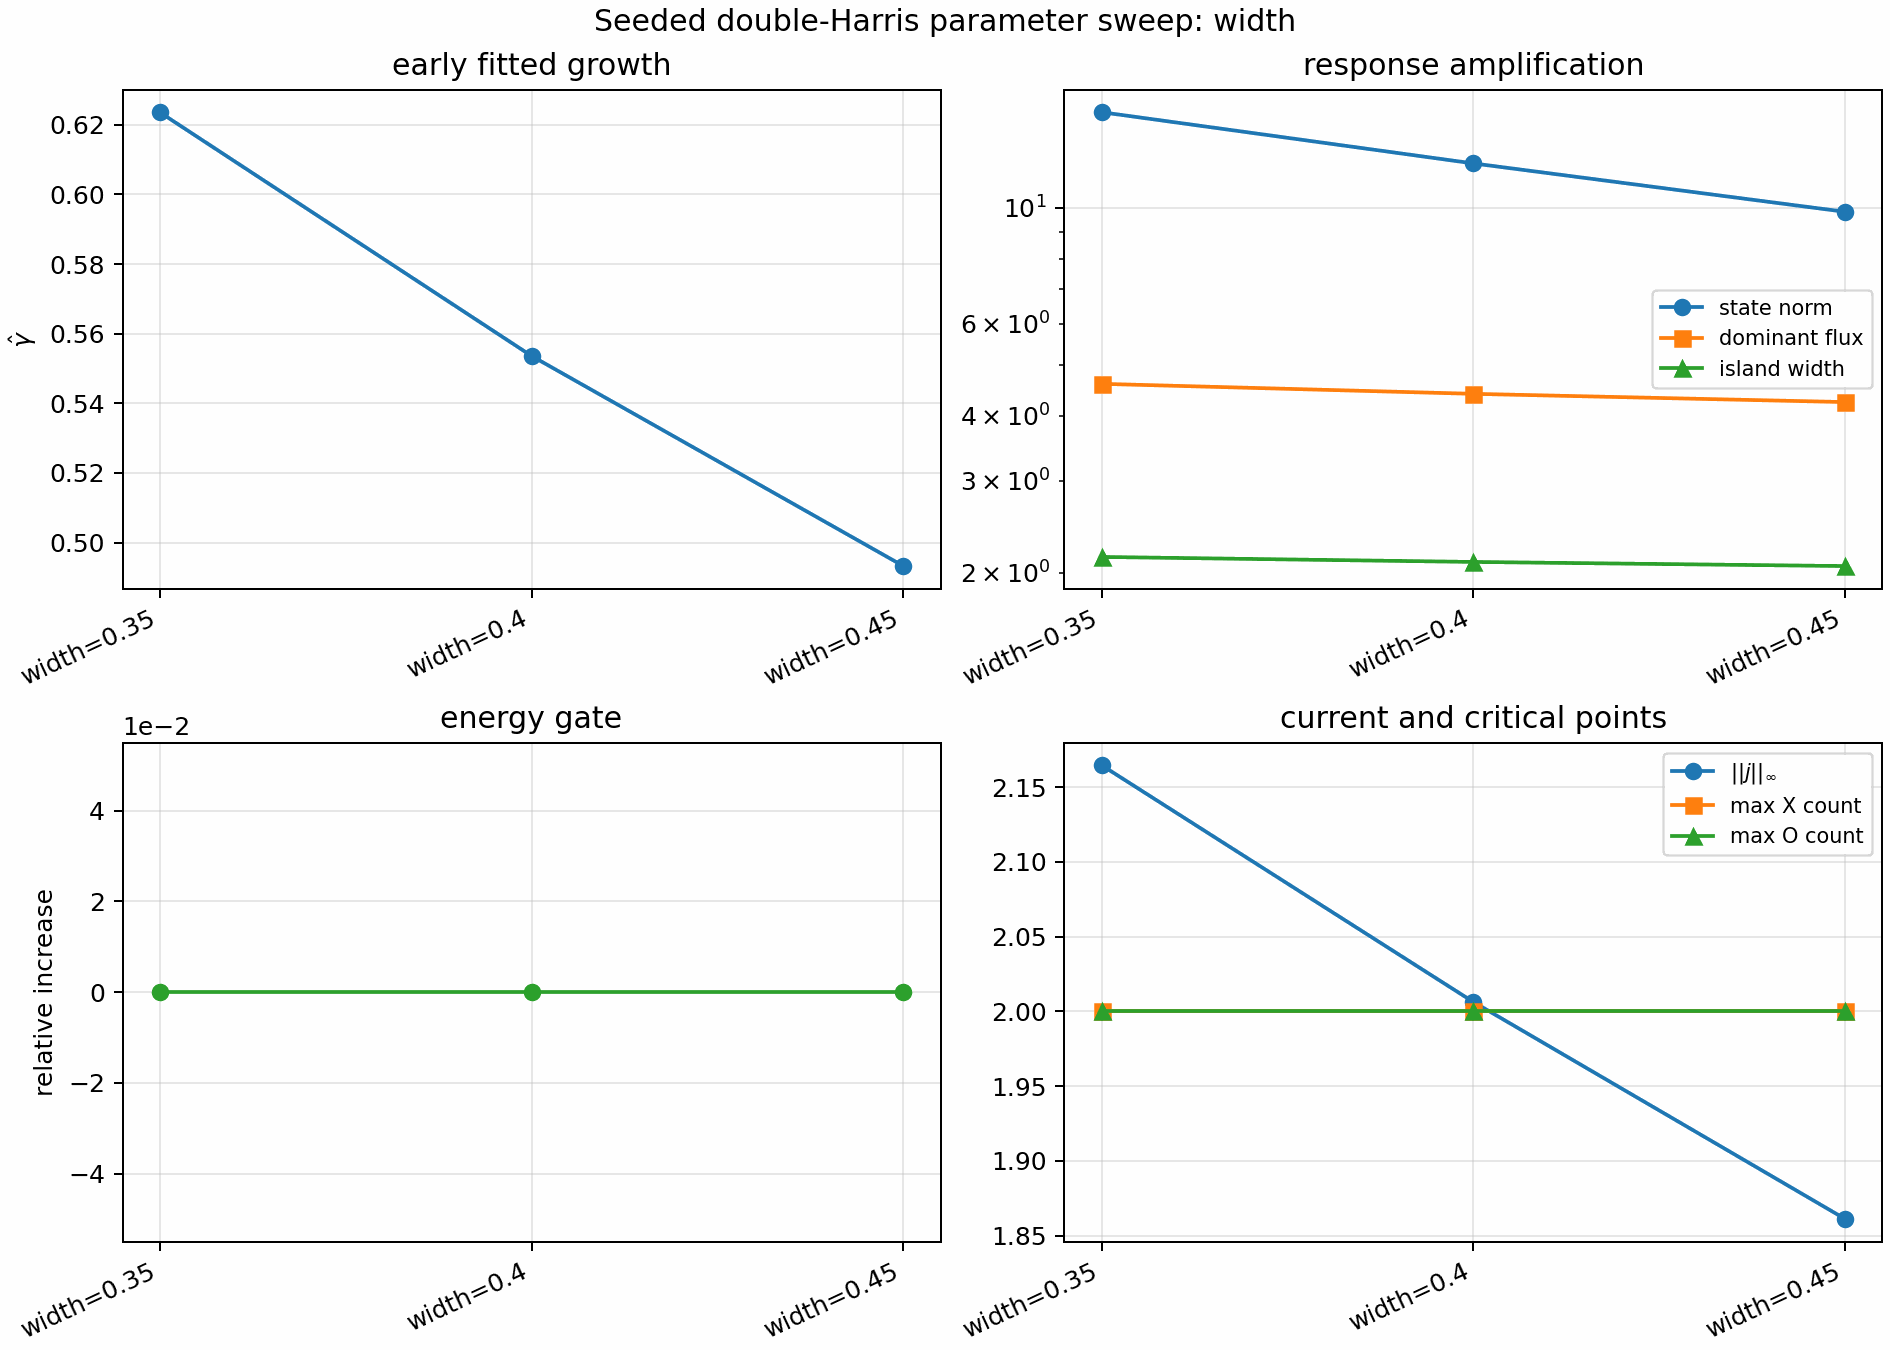 Seeded double-Harris parameter sweep: width
early fitted growth
γ̂
0.62
0.60
0.58
0.56
0.54
0.52
0.50
width=0.35
width=0.4
width=0.45
response amplification
10¹
6 × 10⁰
4 × 10⁰
3 × 10⁰
2 × 10⁰
state norm
dominant flux
island width
width=0.35
width=0.4
width=0.45
energy gate
1e−2
relative increase
4
2
0
−2
−4
width=0.35
width=0.4
width=0.45
current and critical points
2.15
2.10
2.05
2.00
1.95
1.90
1.85
||j||∞
max X count
max O count
width=0.35
width=0.4
width=0.45